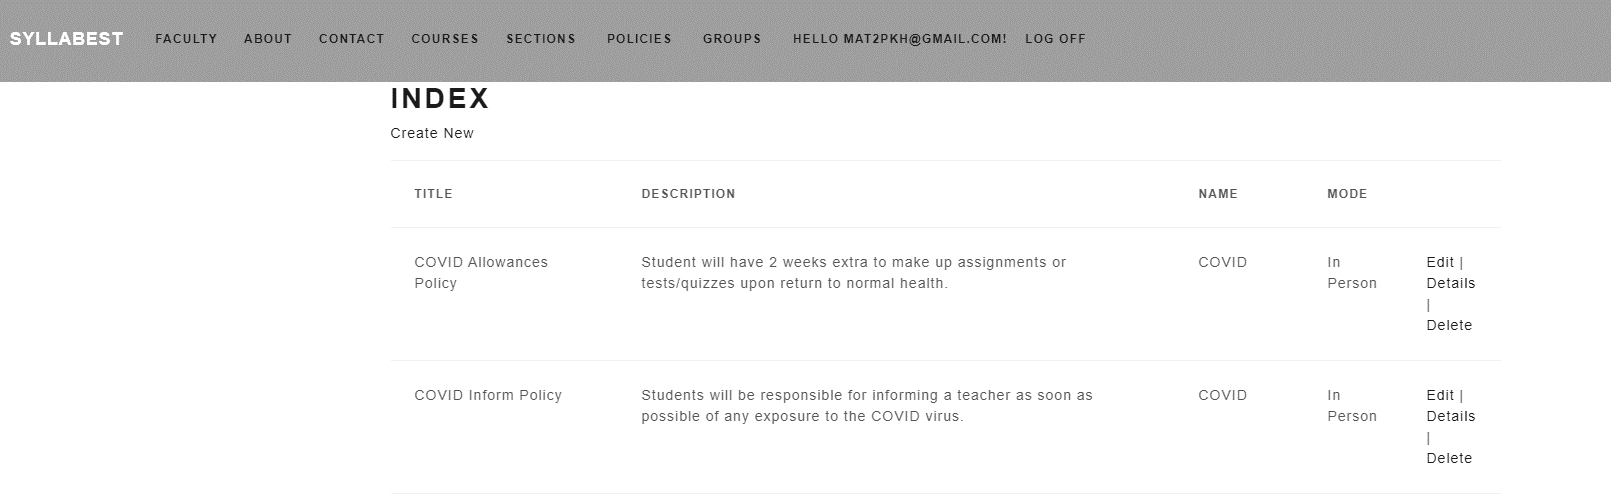 SYLLABEST FACULTY ABOUT CONTACT COURSES SECTIONS POLICIES GROUPS HELLO MAT2PKH@GMAIL.COM! LOG OFF
INDEX
Create New
TITLE DESCRIPTION NAME MODE
COVID Allowances Student will have 2 weeks extra to make up assignments or COVID In Edit |
Policy tests/quizzes upon return to normal health. Person Details
|
Delete
COVID Inform Policy Students will be responsible for informing a teacher as soon as COVID In Edit |
possible of any exposure to the COVID virus. Person Details
|
Delete